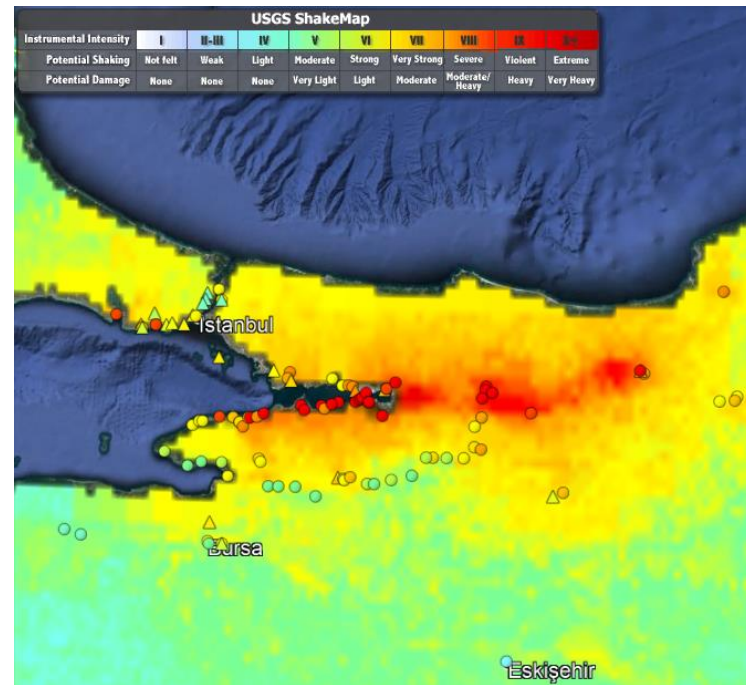 USGS ShakeMap
Instrumental Intensity I II-III IV V VI VII VIII IX X+
Potential Shaking Not felt Weak Light Moderate Strong Very Strong Severe Violent Extreme
Potential Damage None None None Very Light Light Moderate Moderate/ Heavy Heavy Very Heavy
Istanbul
Bursa
Eskişehir